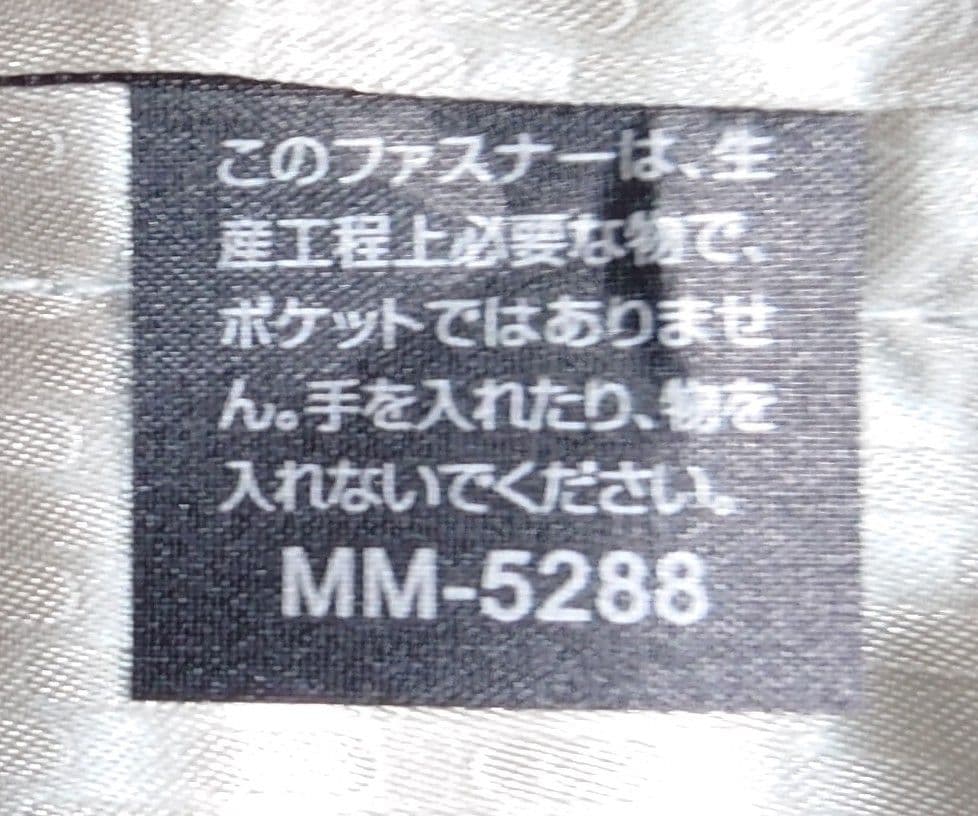 このファスナーは、生
産工程上必要な物で、
ポケットではありませ
ん。手を入れたり、物を
入れないでください。
MM-5288